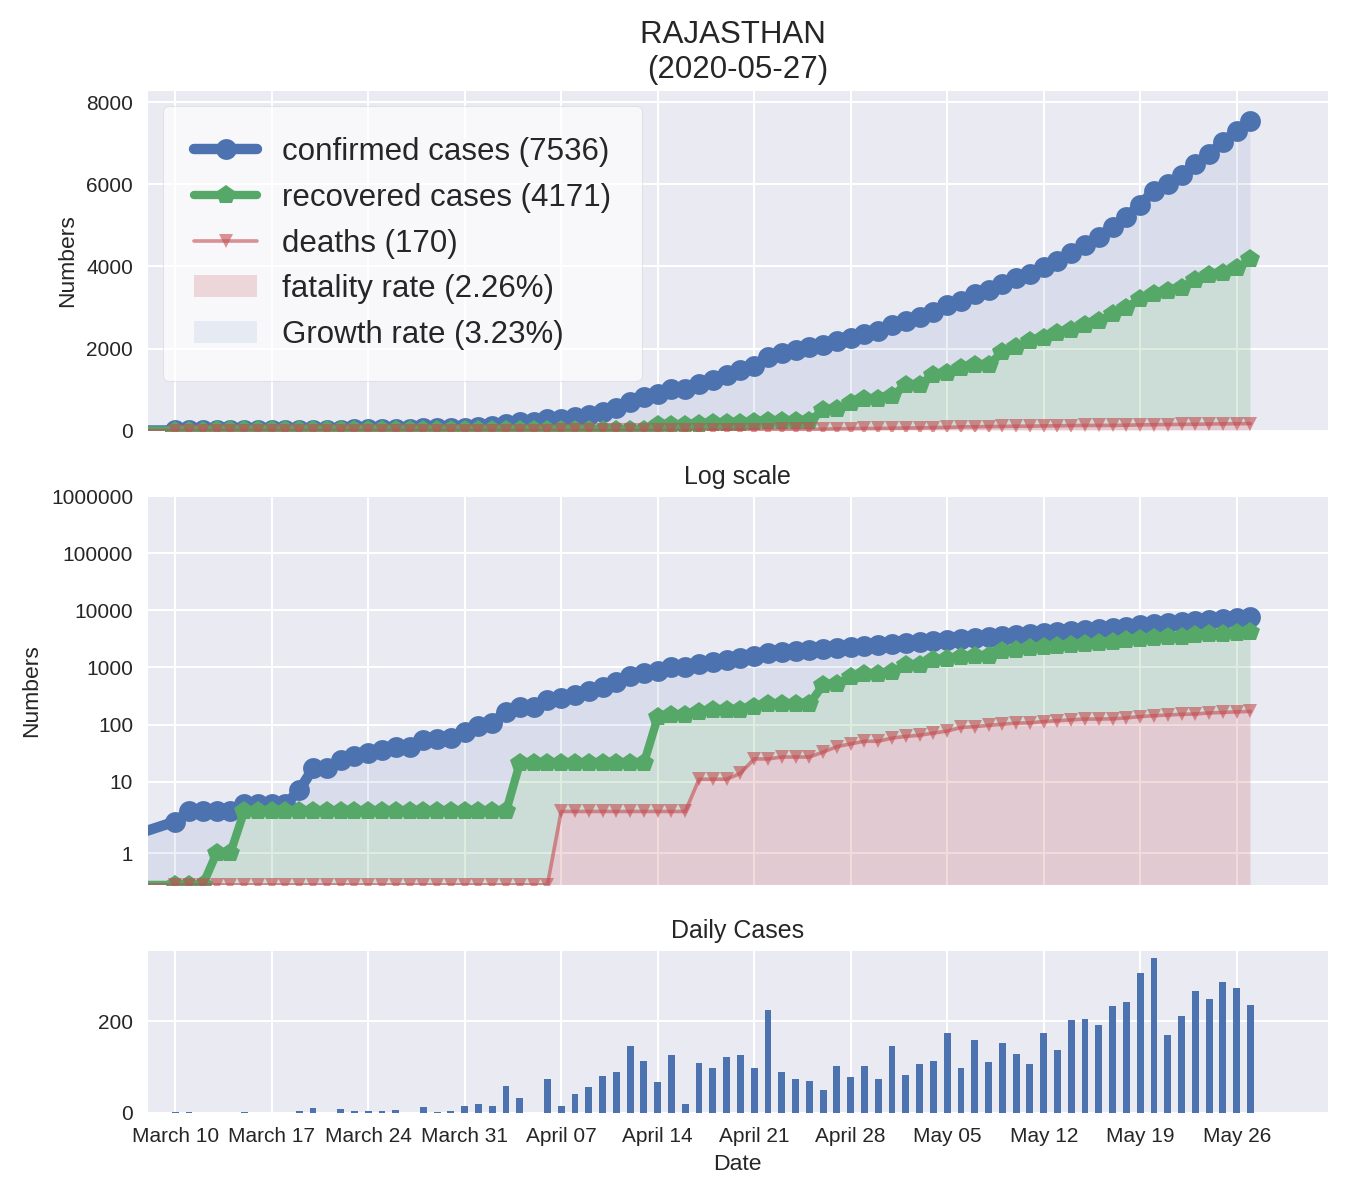 RAJASTHAN
(2020-05-27)
8000
6000
4000
2000
0
Numbers
confirmed cases (7536)
recovered cases (4171)
deaths (170)
fatality rate (2.26%)
Growth rate (3.23%)
Log scale
1000000
100000
10000
1000
100
10
1
Numbers
Daily Cases
200
0
March 10 March 17 March 24 March 31 April 07 April 14 April 21 April 28 May 05 May 12 May 19 May 26
Date